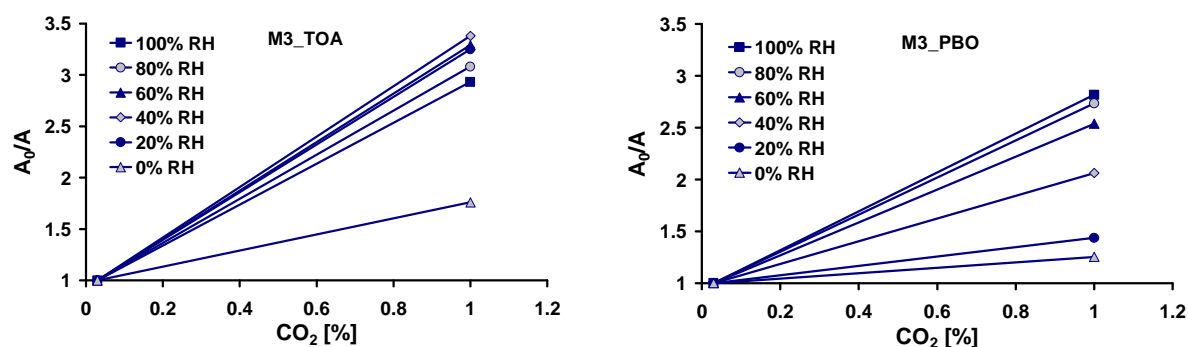 M3_TOA
100% RH
80% RH
60% RH
40% RH
20% RH
0% RH
A₀/A
3.5
3
2.5
2
1.5
1
0
0.2
0.4
0.6
0.8
1
1.2
CO₂ [%]
M3_PBO
100% RH
80% RH
60% RH
40% RH
20% RH
0% RH
A₀/A
3.5
3
2.5
2
1.5
1
0
0.2
0.4
0.6
0.8
1
1.2
CO₂ [%]